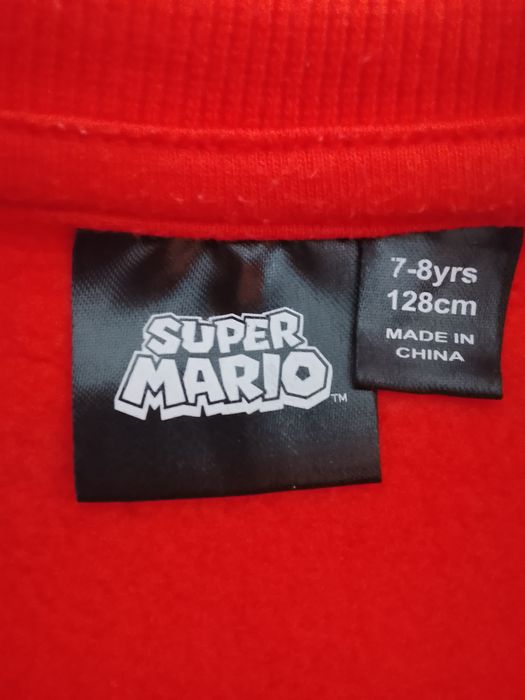 SUPER
MARIO
TM
7-8yrs
128cm
MADE IN
CHINA